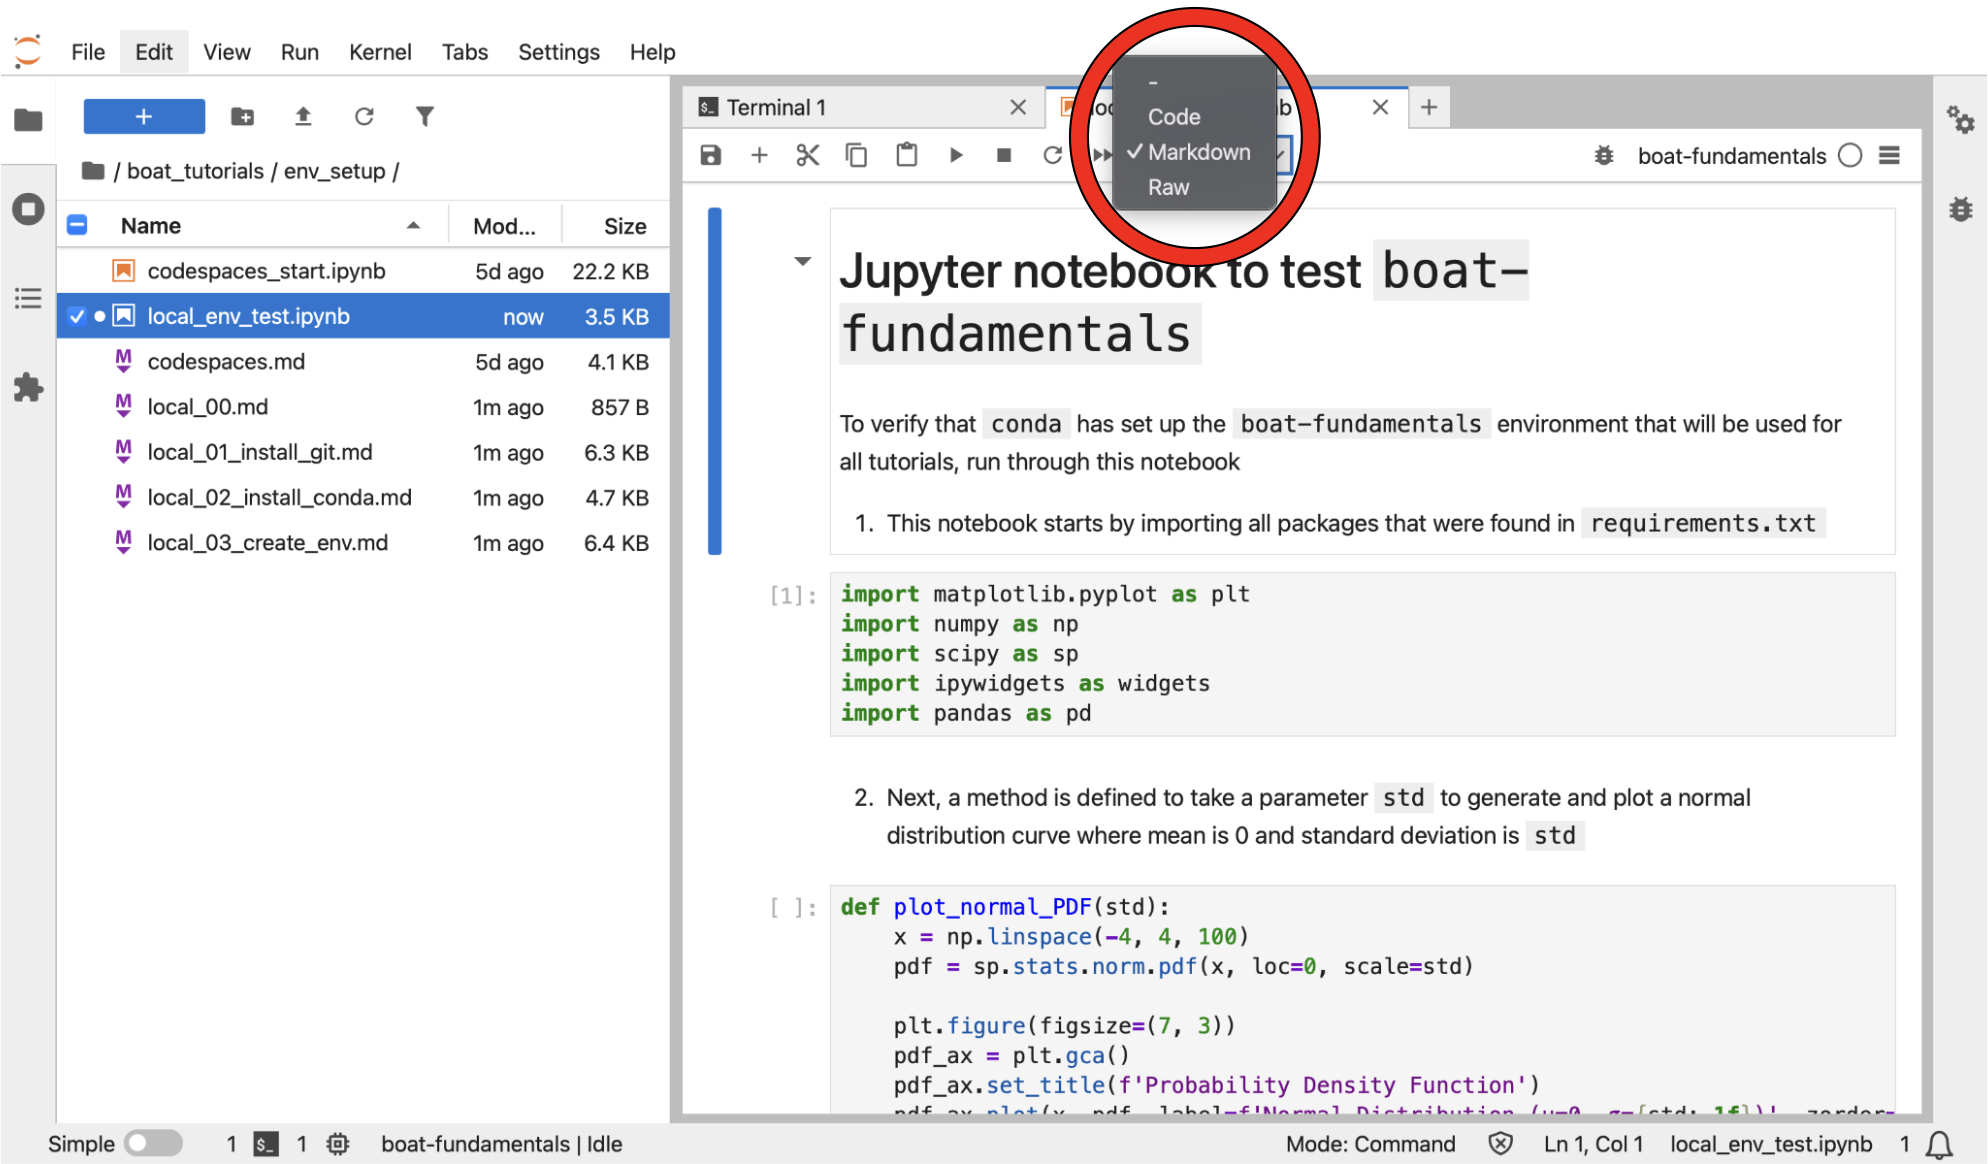 File Edit View Run Kernel Tabs Settings Help
/ boat_tutorials / env_setup /
Name Mod... Size
codespaces_start.ipynb 5d ago 22.2 KB
local_env_test.ipynb now 3.5 KB
codespaces.md 5d ago 4.1 KB
local_00.md 1m ago 857 B
local_01_install_git.md 1m ago 6.3 KB
local_02_install_conda.md 1m ago 4.7 KB
local_03_create_env.md 1m ago 6.4 KB
Terminal 1
-
Code
✓ Markdown
Raw
boat-fundamentals
Jupyter notebook to test boat-
fundamentals
To verify that conda has set up the boat-fundamentals environment that will be used for
all tutorials, run through this notebook
1. This notebook starts by importing all packages that were found in requirements.txt
[1]:
import matplotlib.pyplot as plt
import numpy as np
import scipy as sp
import ipywidgets as widgets
import pandas as pd
2. Next, a method is defined to take a parameter std to generate and plot a normal
distribution curve where mean is 0 and standard deviation is std
[ ]:
def plot_normal_PDF(std):
    x = np.linspace(-4, 4, 100)
    pdf = sp.stats.norm.pdf(x, loc=0, scale=std)
    plt.figure(figsize=(7, 3))
    pdf_ax = plt.gca()
    pdf_ax.set_title(f'Probability Density Function')
Simple 1 1 boat-fundamentals | Idle
Mode: Command Ln 1, Col 1 local_env_test.ipynb 1